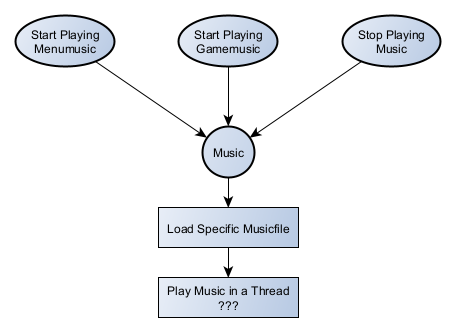 Start Playing
Menumusic
Start Playing
Gamemusic
Stop Playing
Music
Music
Load Specific Musicfile
Play Music in a Thread
???